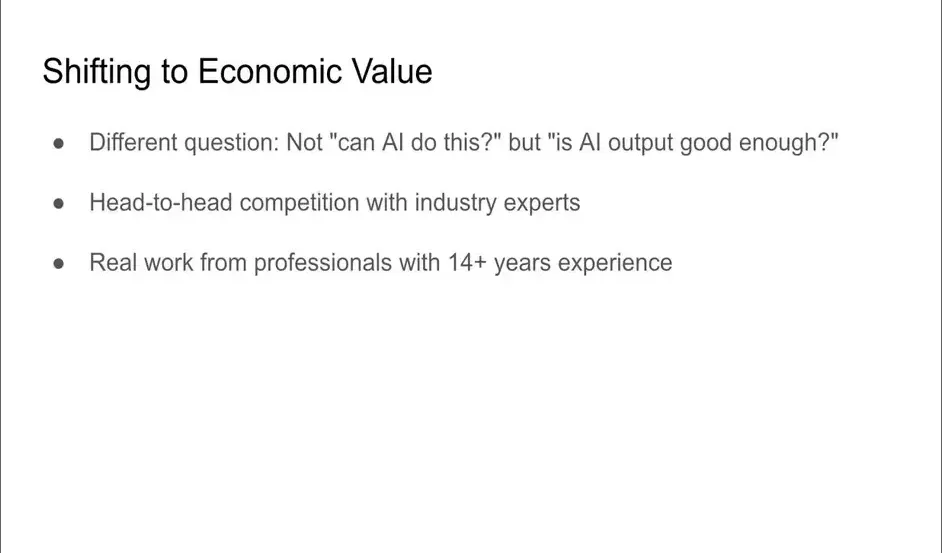 Shifting to Economic Value
● Different question: Not "can AI do this?" but "is AI output good enough?"
● Head-to-head competition with industry experts
● Real work from professionals with 14+ years experience